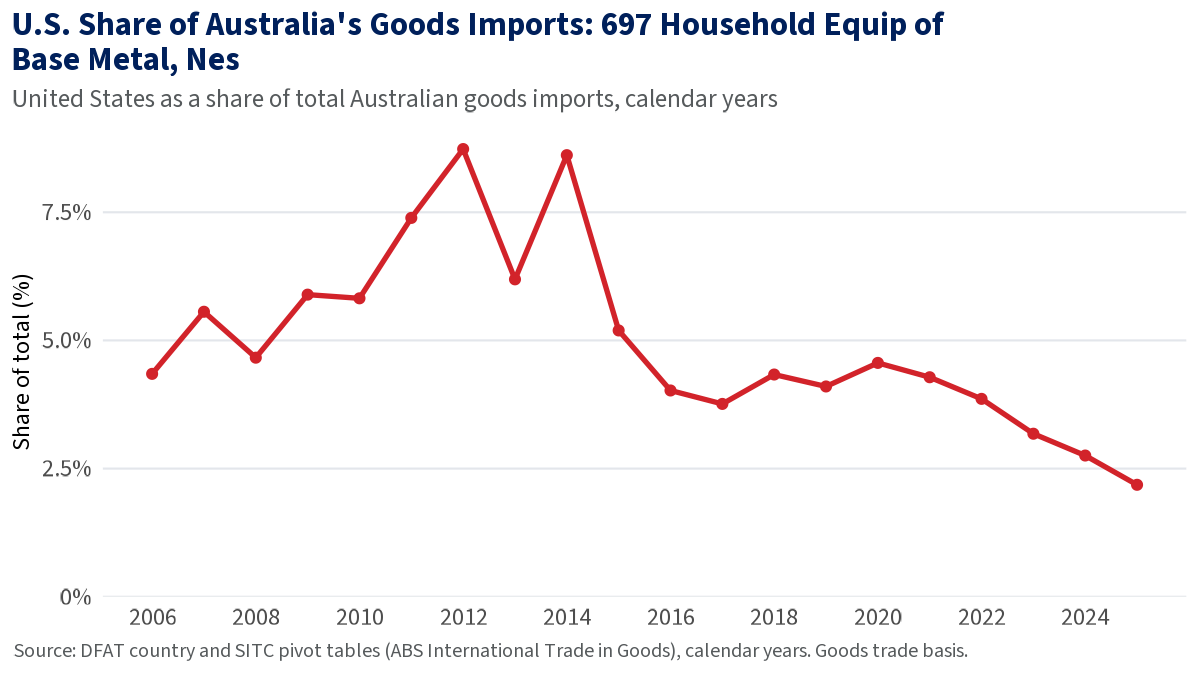 U.S. Share of Australia's Goods Imports: 697 Household Equip of
Base Metal, Nes
United States as a share of total Australian goods imports, calendar years
Share of total (%)
7.5%
5.0%
2.5%
0%
2006 2008 2010 2012 2014 2016 2018 2020 2022 2024
Source: DFAT country and SITC pivot tables (ABS International Trade in Goods), calendar years. Goods trade basis.